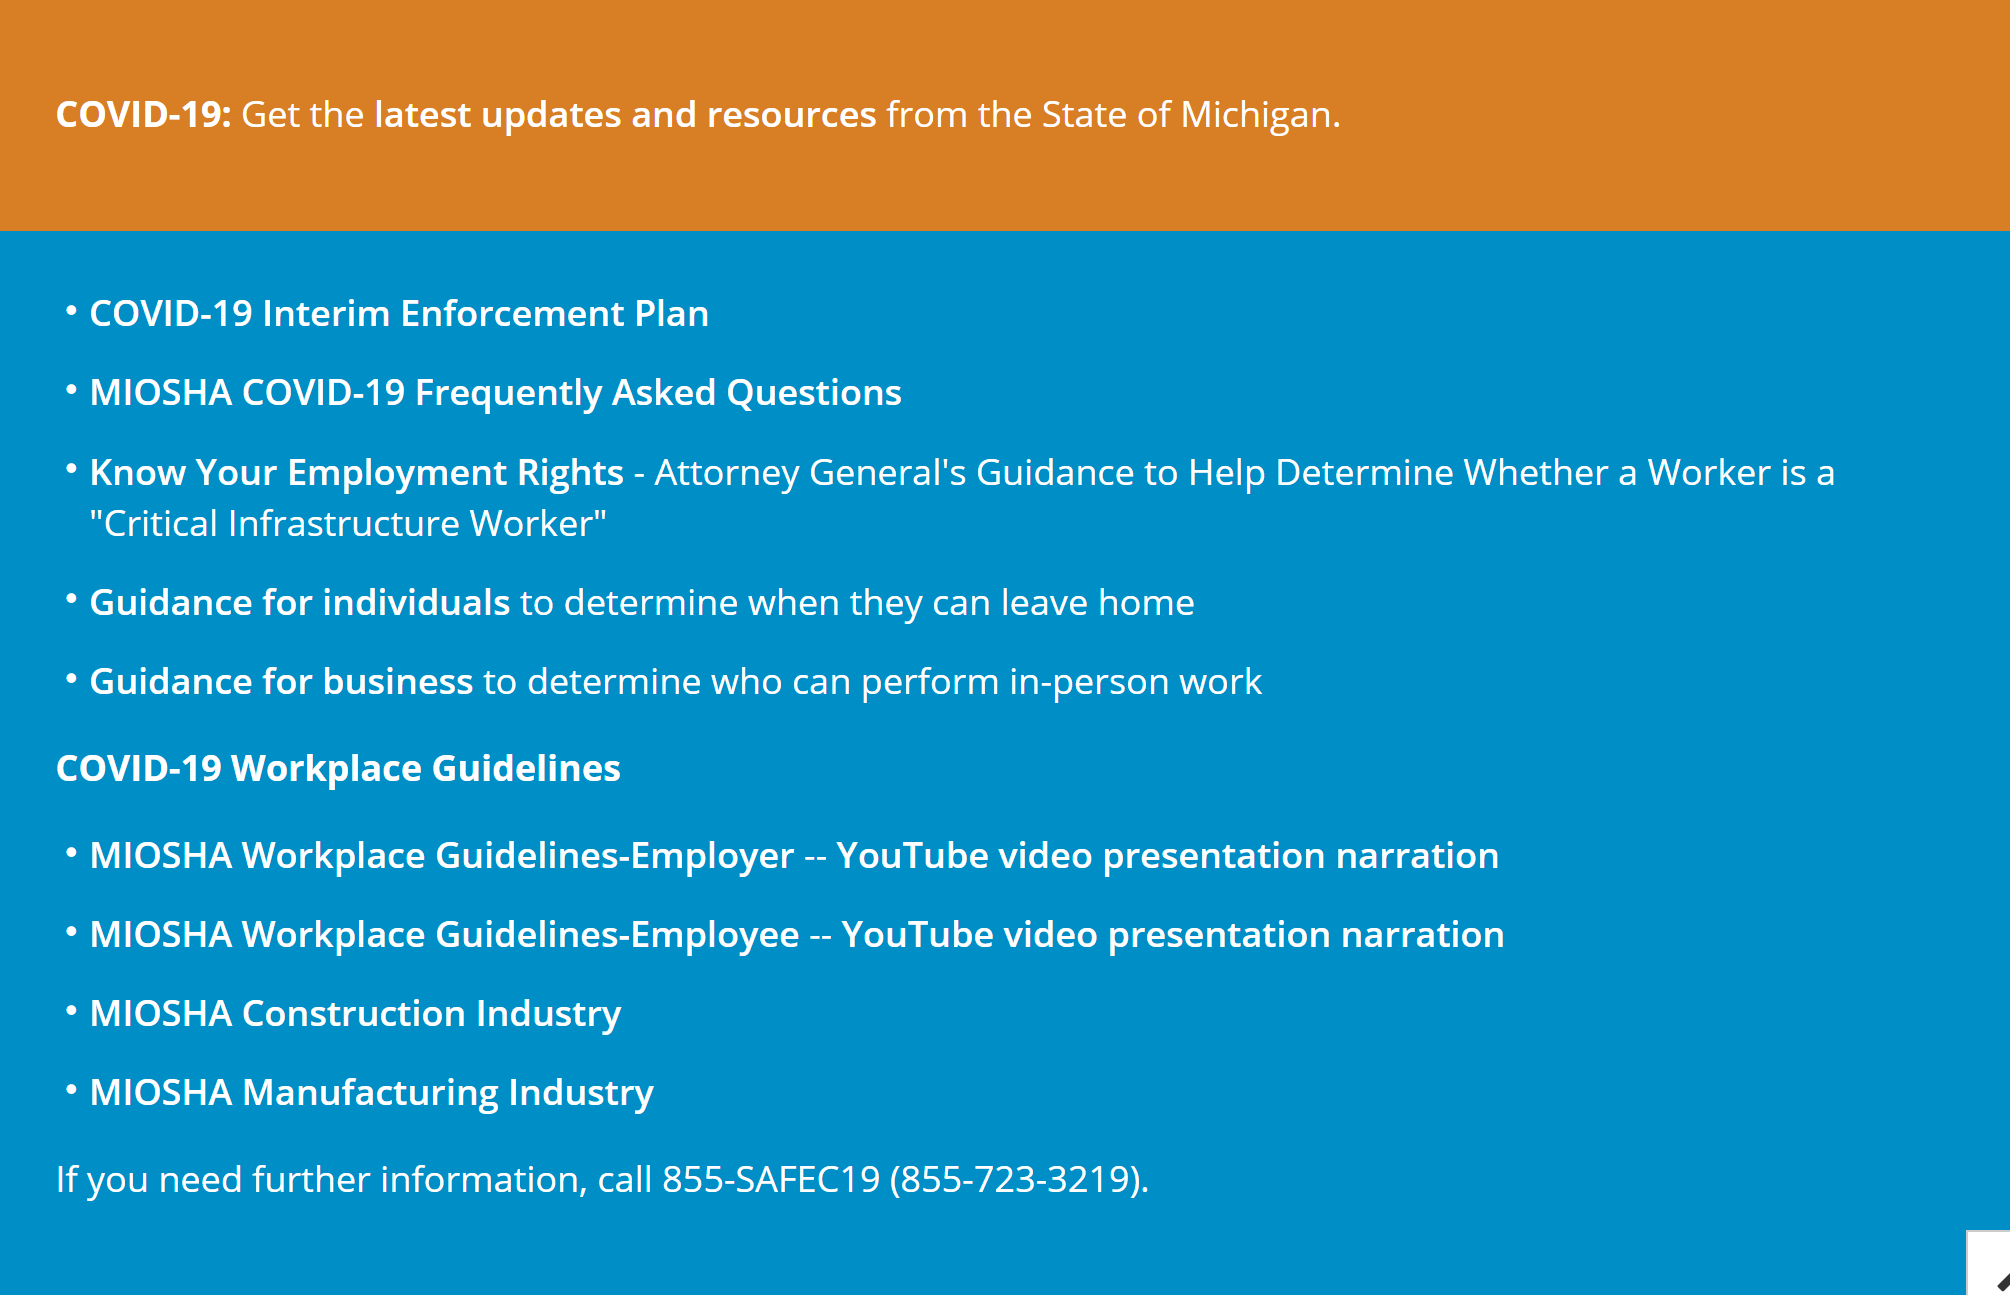 COVID-19: Get the latest updates and resources from the State of Michigan.
• COVID-19 Interim Enforcement Plan
• MIOSHA COVID-19 Frequently Asked Questions
• Know Your Employment Rights - Attorney General's Guidance to Help Determine Whether a Worker is a
"Critical Infrastructure Worker"
• Guidance for individuals to determine when they can leave home
• Guidance for business to determine who can perform in-person work
COVID-19 Workplace Guidelines
• MIOSHA Workplace Guidelines-Employer -- YouTube video presentation narration
• MIOSHA Workplace Guidelines-Employee -- YouTube video presentation narration
• MIOSHA Construction Industry
• MIOSHA Manufacturing Industry
If you need further information, call 855-SAFEC19 (855-723-3219).